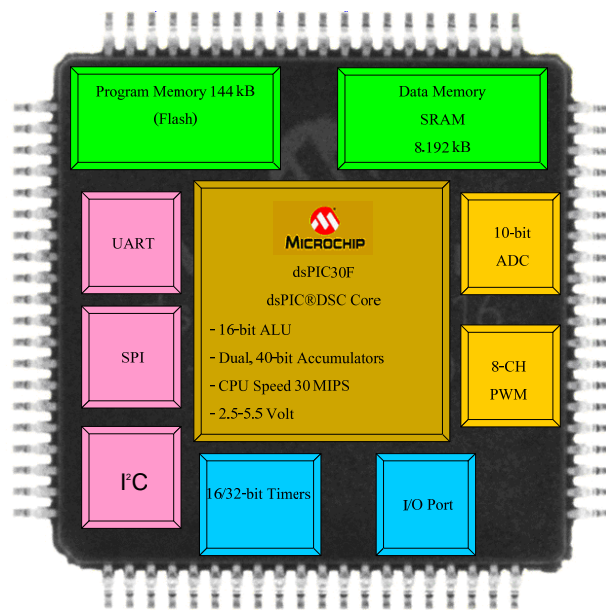 Program Memory 144 kB
(Flash)
Data Memory
SRAM
8.192 kB
UART
SPI
I²C
MICROCHIP
dsPIC30F
dsPIC®DSC Core
- 16-bit ALU
- Dual, 40-bit Accumulators
- CPU Speed 30 MIPS
- 2.5-5.5 Volt
10-bit
ADC
8-CH
PWM
16/32-bit Timers
I/O Port